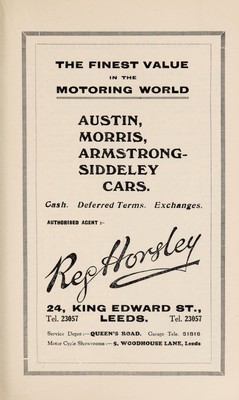 THE FINEST VALUE
IN THE
MOTORING WORLD
AUSTIN,
MORRIS,
ARMSTRONG-
SIDDELEY
CARS.
Cash. Deferred Terms. Exchanges.
AUTHORISED AGENT :-
Reg Horsley
24, KING EDWARD ST.,
Tel. 23057 LEEDS. Tel. 23057
Service Depot :- QUEEN'S ROAD. Garage Tele. 51816
Motor Cycle Showrooms :- 5, WOODHOUSE LANE, Leeds